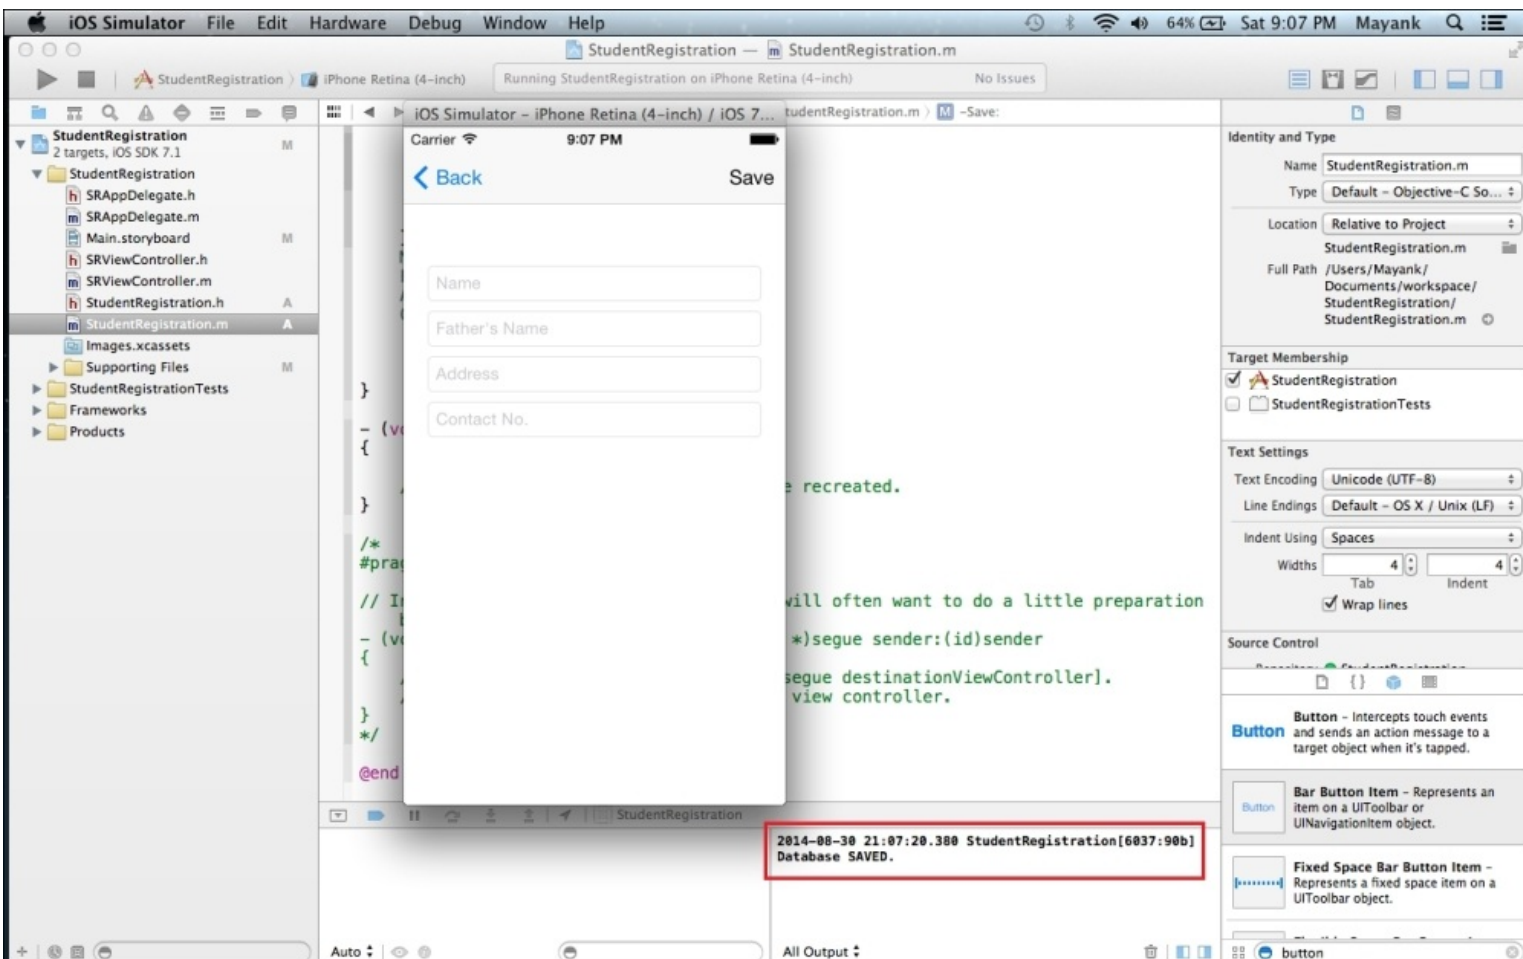 iOS Simulator File Edit Hardware Debug Window Help 64% Sat 9:07 PM Mayank
StudentRegistration — m StudentRegistration.m
StudentRegistration iPhone Retina (4-inch) Running StudentRegistration on iPhone Retina (4-inch) No Issues
StudentRegistration
2 targets, iOS SDK 7.1 M
StudentRegistration
h SRAppDelegate.h
m SRAppDelegate.m
Main.storyboard M
h SRViewController.h
m SRViewController.m
h StudentRegistration.h A
m StudentRegistration.m A
Images.xcassets
Supporting Files M
StudentRegistrationTests
Frameworks
Products
iOS Simulator – iPhone Retina (4-inch) / iOS 7...
tudentRegistration.m M -Save:
Carrier 9:07 PM
Back Save
Name
Father's Name
Address
Contact No.
}
- (v
{
e recreated.
}
/*
#prag
// I will often want to do a little preparation
- (v *)segue sender:(id)sender
{
segue destinationViewController].
view controller.
}
*/
@end
StudentRegistration
2014-08-30 21:07:20.380 StudentRegistration[6037:90b]
Database SAVED.
Auto All Output
Identity and Type
Name StudentRegistration.m
Type Default – Objective-C So...
Location Relative to Project
StudentRegistration.m
Full Path /Users/Mayank/
Documents/workspace/
StudentRegistration/
StudentRegistration.m
Target Membership
StudentRegistration
StudentRegistrationTests
Text Settings
Text Encoding Unicode (UTF-8)
Line Endings Default – OS X / Unix (LF)
Indent Using Spaces
Widths 4 4
Tab Indent
Wrap lines
Source Control
{}
Button Button – Intercepts touch events
and sends an action message to a
target object when it's tapped.
Button Bar Button Item – Represents an
item on a UIToolbar or
UINavigationItem object.
Fixed Space Bar Button Item –
Represents a fixed space item on a
UIToolbar object.
button